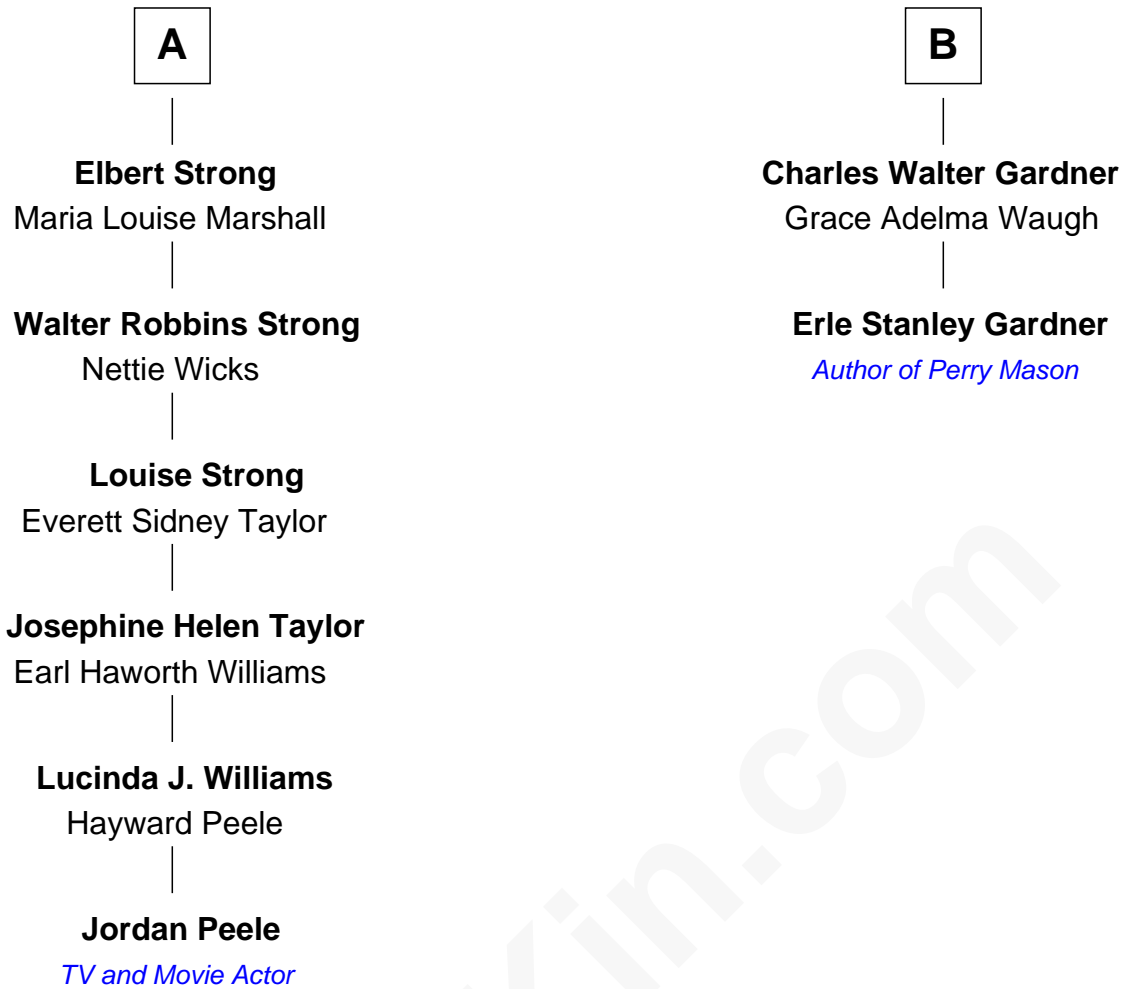 A
Elbert Strong
Maria Louise Marshall
Walter Robbins Strong
Nettie Wicks
Louise Strong
Everett Sidney Taylor
Josephine Helen Taylor
Earl Haworth Williams
Lucinda J. Williams
Hayward Peele
Jordan Peele
TV and Movie Actor
B
Charles Walter Gardner
Grace Adelma Waugh
Erle Stanley Gardner
Author of Perry Mason